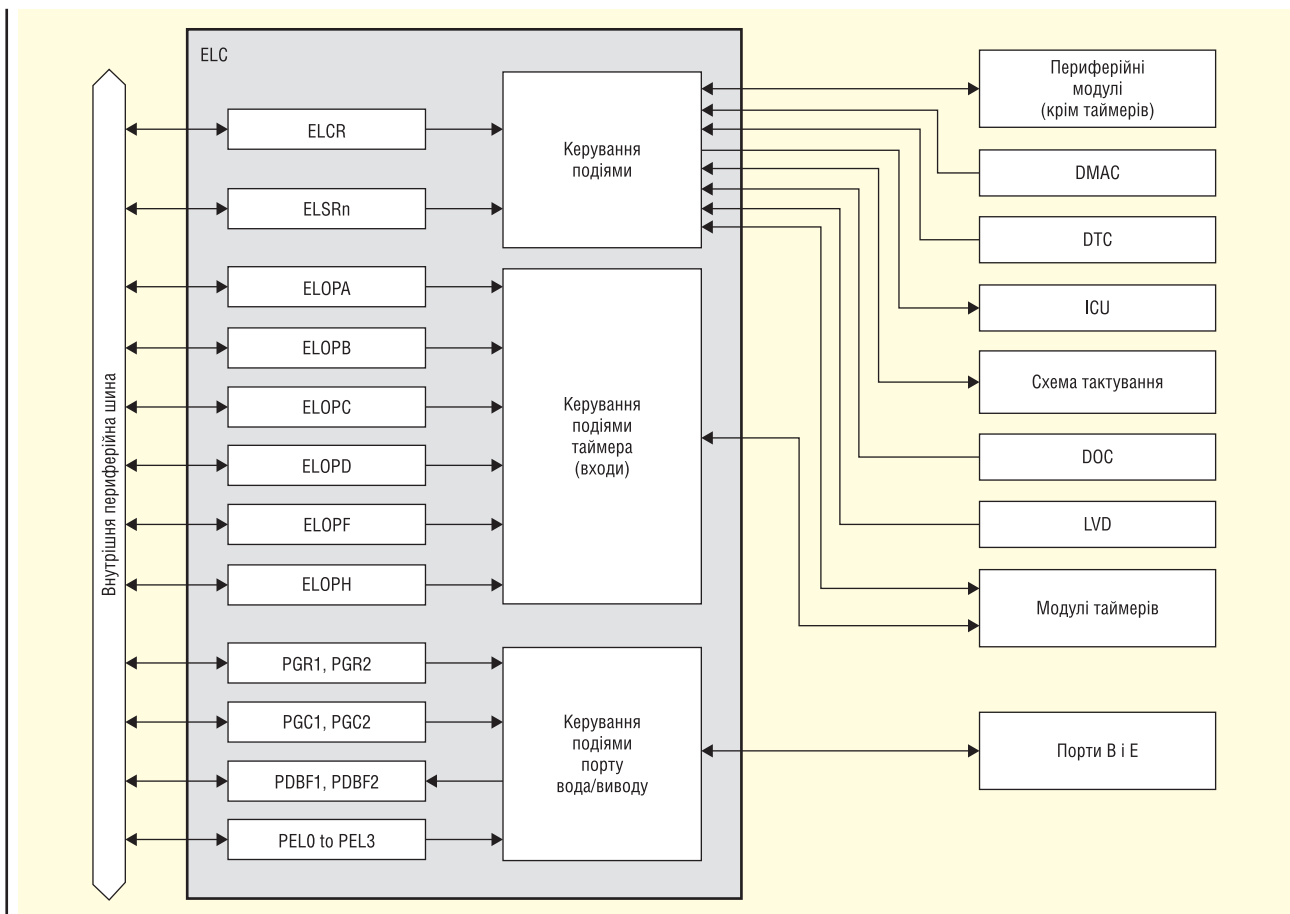 ELC
Внутрішня периферійна шина
ELCR
ELSRn
ELOPA
ELOPB
ELOPC
ELOPD
ELOPF
ELOPH
PGR1, PGR2
PGC1, PGC2
PDBF1, PDBF2
PEL0 to PEL3
Керування
подіями
Керування
подіями
таймера
(входи)
Керування
подіями
порту
вода/виводу
Периферійні
модулі
(крім таймерів)
DMAC
DTC
ICU
Схема тактування
DOC
LVD
Модулі таймерів
Порти B і E